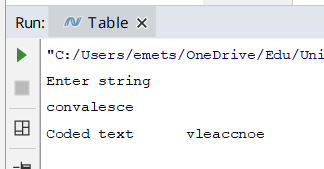 Run: Table ×
"C:/Users/emets/OneDrive/Edu/Uni
Enter string
convalesce
Coded text vleaccnoe